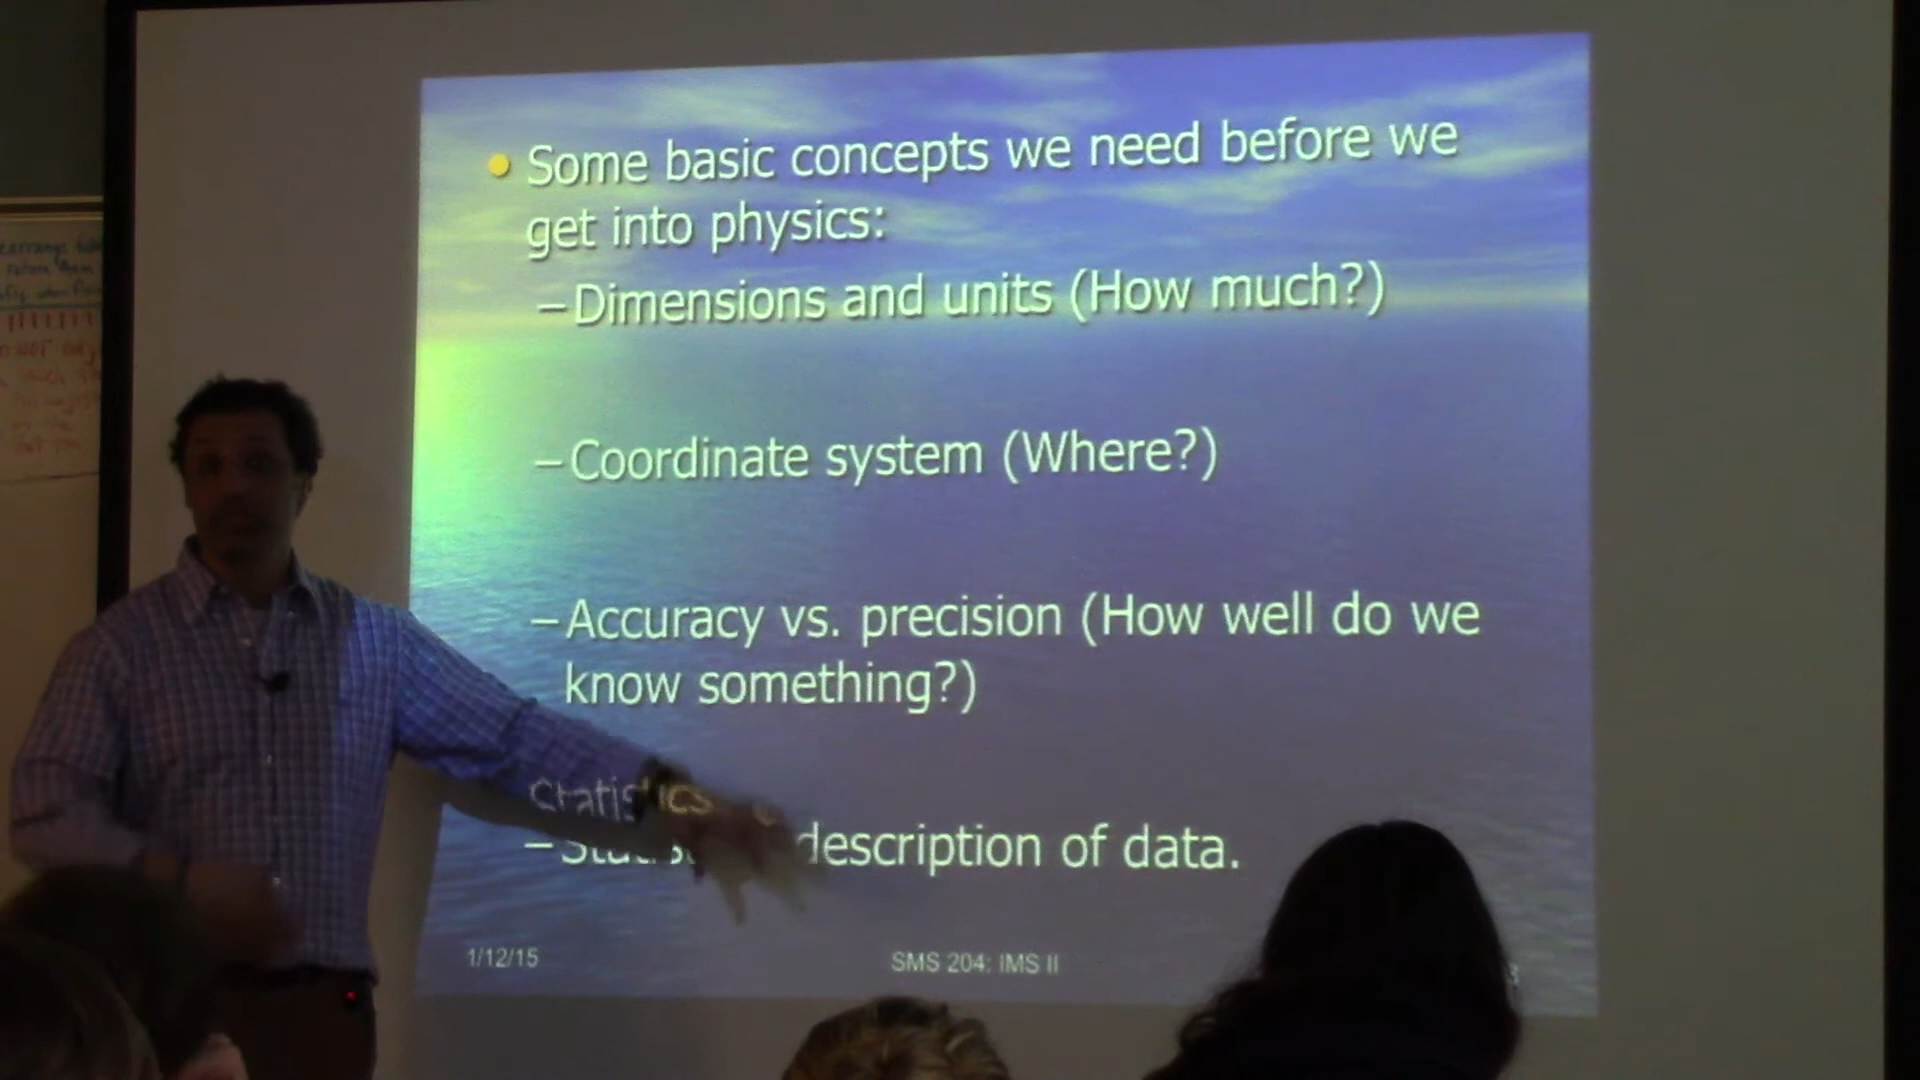 Some basic concepts we need before we
get into physics:
–Dimensions and units (How much?)
–Coordinate system (Where?)
–Accuracy vs. precision (How well do we
know something?)
– description of data.
1/12/15
SMS 204: IMS II
3